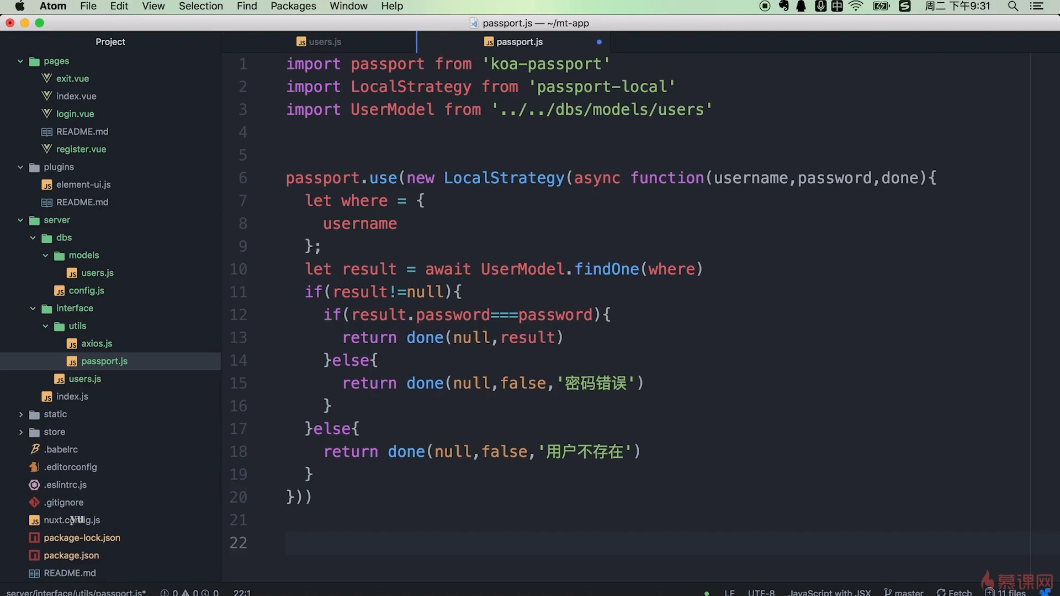 Atom File Edit View Selection Find Packages Window Help
周二 下午9:31
passport.js — ~/mt-app
Project
users.js
passport.js
pages
exit.vue
index.vue
login.vue
README.md
register.vue
plugins
element-ui.js
README.md
server
dbs
models
users.js
config.js
interface
utils
axios.js
passport.js
users.js
index.js
static
store
.babelrc
.editorconfig
.eslintrc.js
.gitignore
package-lock.json
package.json
README.md
1 import passport from 'koa-passport'
2 import LocalStrategy from 'passport-local'
3 import UserModel from '../../dbs/models/users'
4
5
6 passport.use(new LocalStrategy(async function(username,password,done){
7 let where = {
8 username
9 };
10 let result = await UserModel.findOne(where)
11 if(result!=null){
12 if(result.password===password){
13 return done(null,result)
14 }else{
15 return done(null,false,'密码错误')
16 }
17 }else{
18 return done(null,false,'用户不存在')
19 }
20 }))
21
22
server/interface/utils/passport.js* 0 0 0 22:1
LF UTF-8 JavaScript with JSX master Fetch 11 files
慕课网